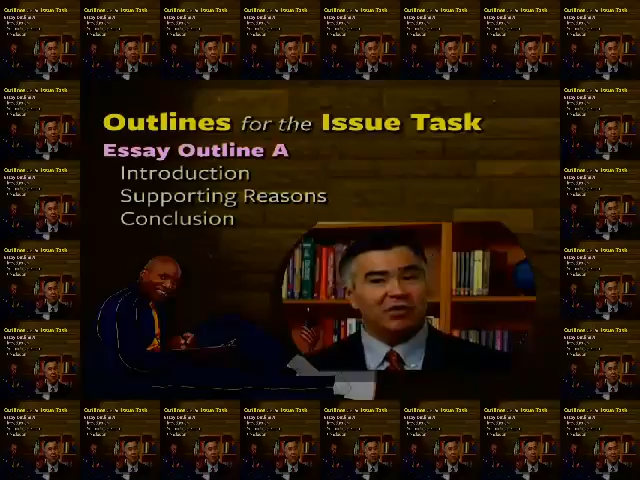 Outlines for the Issue Task
Essay Outline A
Introduction
Supporting Reasons
Conclusion